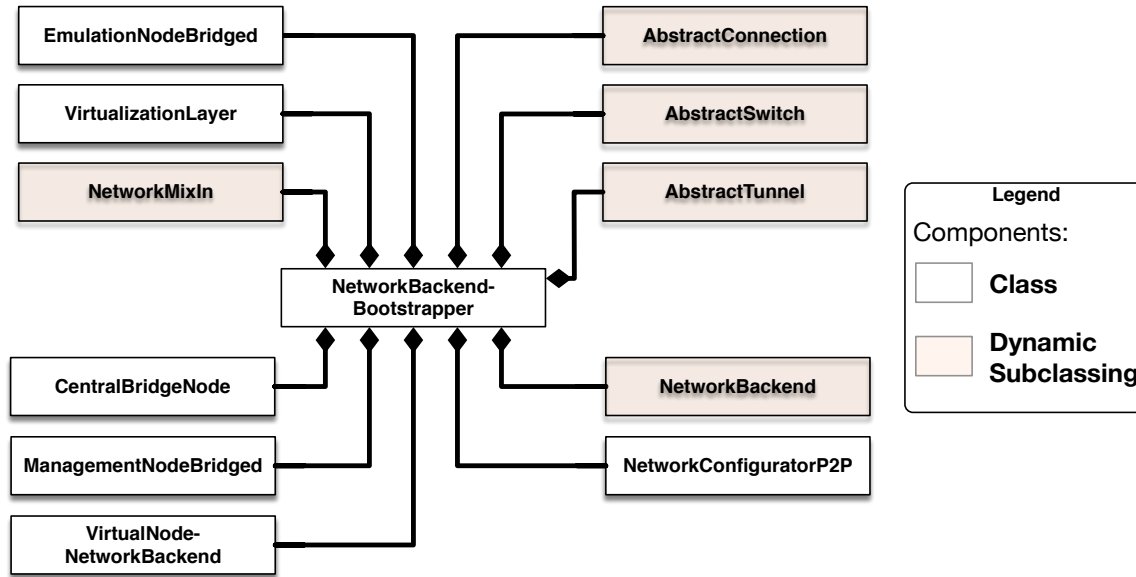 EmulationNodeBridged
AbstractConnection
VirtualizationLayer
AbstractSwitch
NetworkMixIn
AbstractTunnel
NetworkBackend-
Bootstrapper
CentralBridgeNode
NetworkBackend
ManagementNodeBridged
NetworkConfiguratorP2P
VirtualNode-
NetworkBackend
Legend
Components:
Class
Dynamic
Subclassing